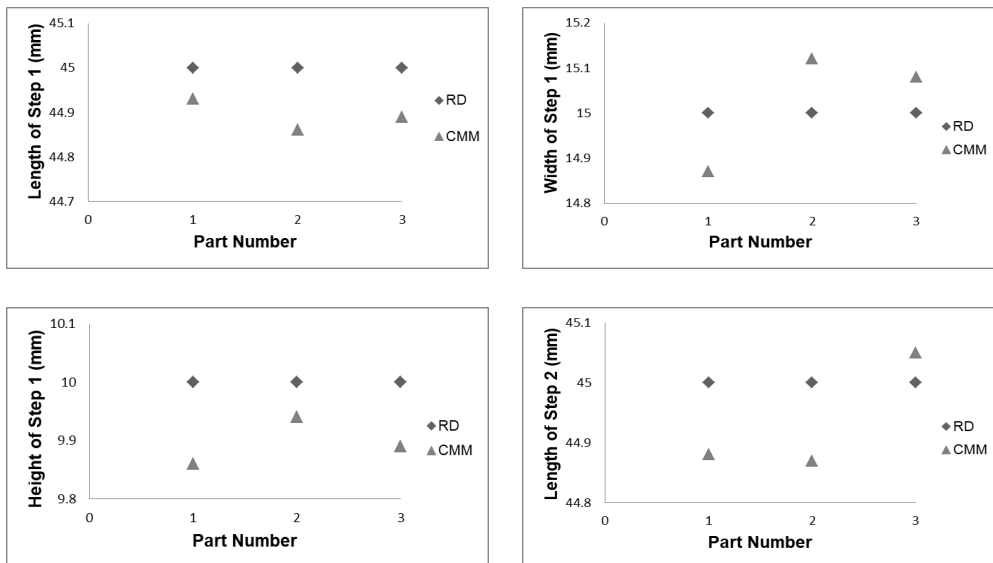 Length of Step 1 (mm)
45.1
45
44.9
44.8
44.7
0 1 2 3
Part Number
RD
CMM
Width of Step 1 (mm)
15.2
15.1
15
14.9
14.8
0 1 2 3
Part Number
RD
CMM
Height of Step 1 (mm)
10.1
10
9.9
9.8
0 1 2 3
Part Number
RD
CMM
Length of Step 2 (mm)
45.1
45
44.9
44.8
0 1 2 3
Part Number
RD
CMM